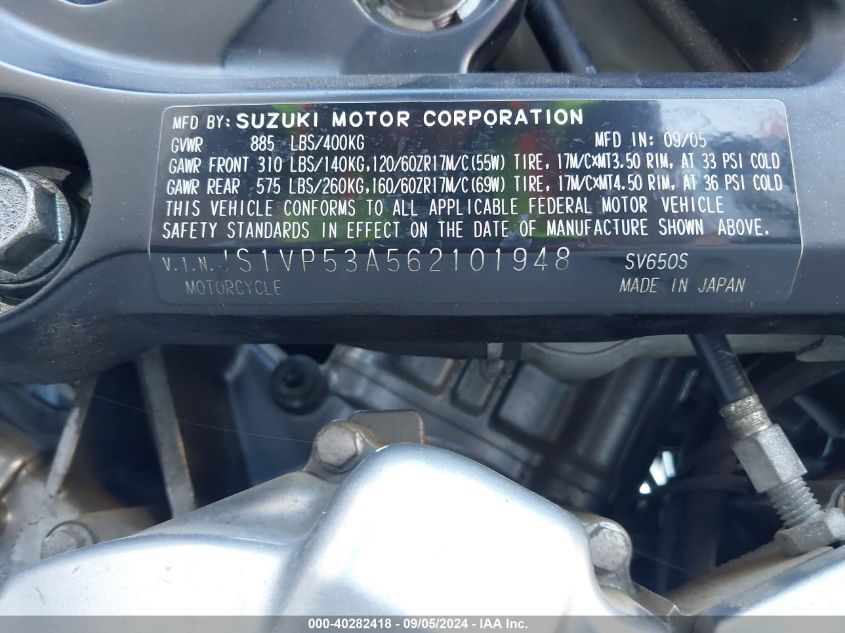 MFD BY: SUZUKI MOTOR CORPORATION
GVWR 885 LBS/400KG MFD IN: 09/05
GAWR FRONT 310 LBS/140KG,120/60ZR17M/C(55W) TIRE, 17M/C×MT3.50 RIM, AT 33 PSI COLD
GAWR REAR 575 LBS/260KG,160/60ZR17M/C(69W) TIRE, 17M/C×MT4.50 RIM, AT 36 PSI COLD
THIS VEHICLE CONFORMS TO ALL APPLICABLE FEDERAL MOTOR VEHICLE
SAFETY STANDARDS IN EFFECT ON THE DATE OF MANUFACTURE SHOWN ABOVE.
V.I.N. JS1VP53A562101948 SV650S
MOTORCYCLE MADE IN JAPAN
000-40282418 - 09/05/2024 - IAA Inc.